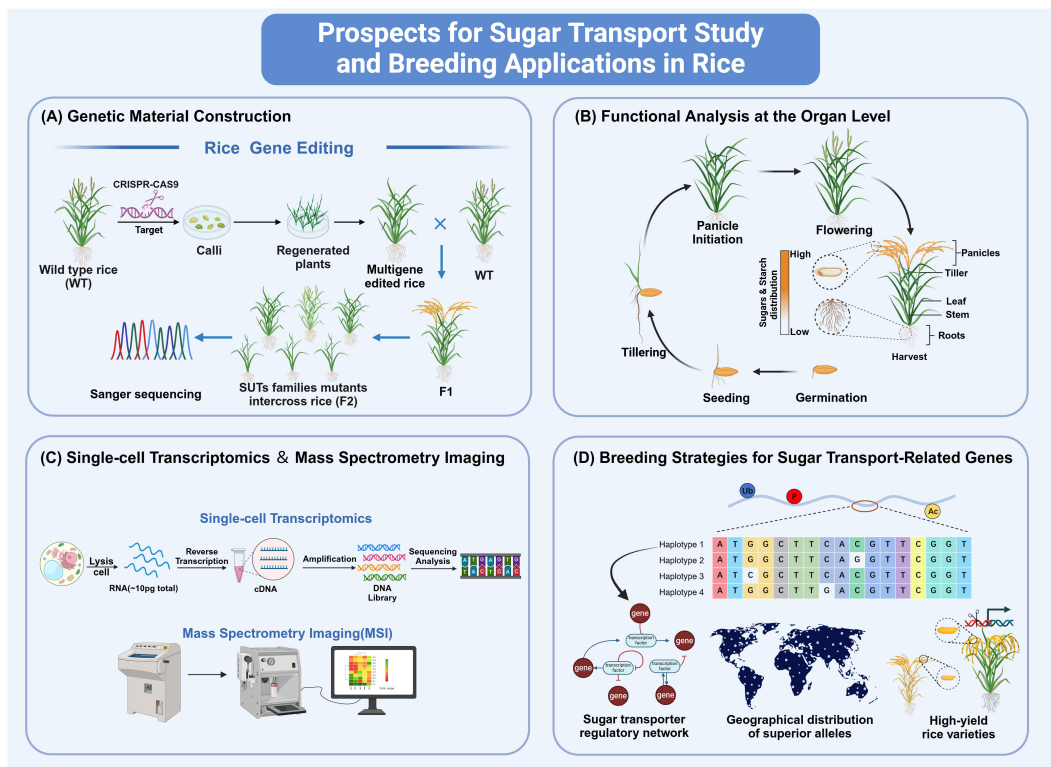 Prospects for Sugar Transport Study
and Breeding Applications in Rice
(A) Genetic Material Construction
Rice Gene Editing
CRISPR-CAS9
Target
Wild type rice
(WT)
Calli
Regenerated
plants
Multigene
edited rice
×
WT
Sanger sequencing
SUTs families mutants
intercross rice (F2)
F1
(B) Functional Analysis at the Organ Level
Panicle
Initiation
Flowering
Sugars & Starch
distribution
High
Low
Panicles
Tiller
Leaf
Stem
Roots
Harvest
Tillering
Seeding
Germination
(C) Single-cell Transcriptomics & Mass Spectrometry Imaging
Single-cell Transcriptomics
Lysis
cell
RNA(~10pg total)
Reverse
Transcription
cDNA
Amplification
DNA
Library
Sequencing
Analysis
A T G A G T G
T A C T C A C
Mass Spectrometry Imaging(MSI)
(D) Breeding Strategies for Sugar Transport-Related Genes
Ub
P
Ac
Haplotype 1 A T G G C T T C A C G T T C G G T
Haplotype 2 A T G G C T T C A G G T T C G G T
Haplotype 3 A T C G C T T C A C G T T C G G T
Haplotype 4 A T G G C T T G A C G T T C G G T
gene
Transcription
factor
gene
gene
Transcription
factor
Transcription
factor
gene
gene
Sugar transporter
regulatory network
Geographical distribution
of superior alleles
High-yield
rice varieties